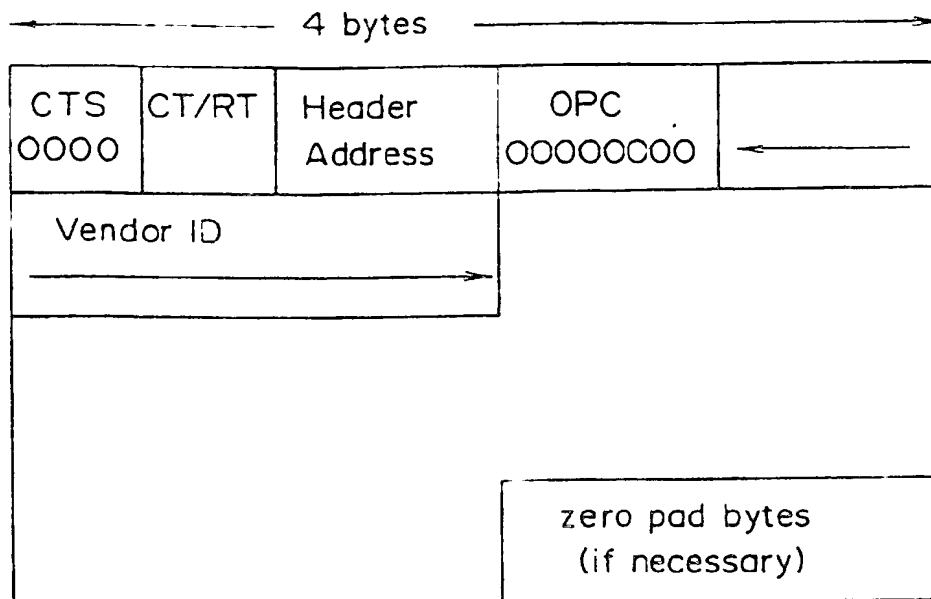 4 bytes
CTS CT/RT Header OPC
0000 Address 00000000
Vendor ID
zero pad bytes
(if necessary)